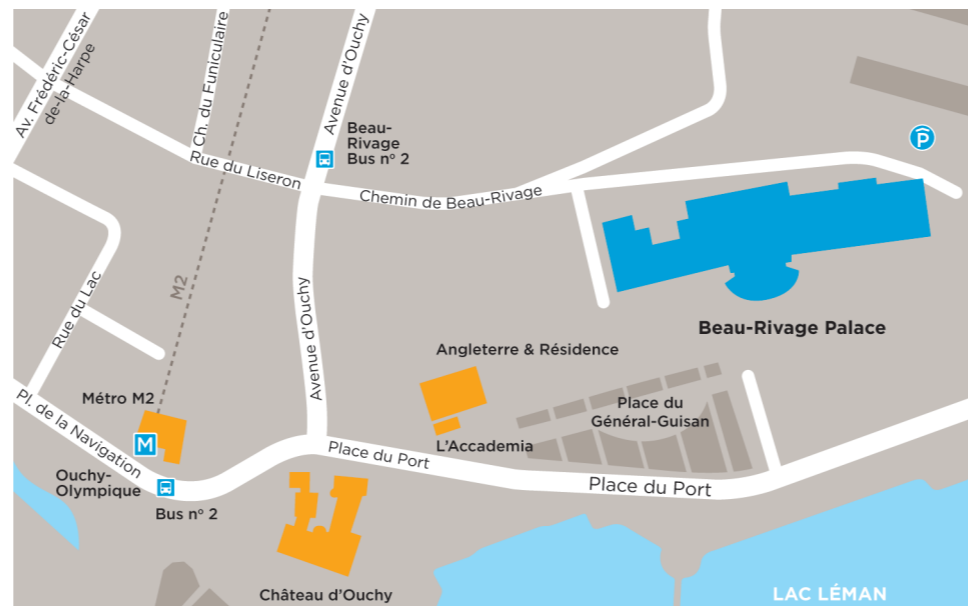 Av. Frédéric-César
de-la-Harpe
Ch. du Funiculaire
Avenue d'Ouchy
Beau-
Rivage
Bus nº 2
P
Rue du Liseron
Chemin de Beau-Rivage
M2
Rue du Lac
Avenue d'Ouchy
Beau-Rivage Palace
Angleterre & Résidence
Métro M2
Place du
Général-Guisan
Pl. de la Navigation
M
L'Accademia
Place du Port
Ouchy-
Olympique
Place du Port
Bus nº 2
Château d'Ouchy
LAC LÉMAN